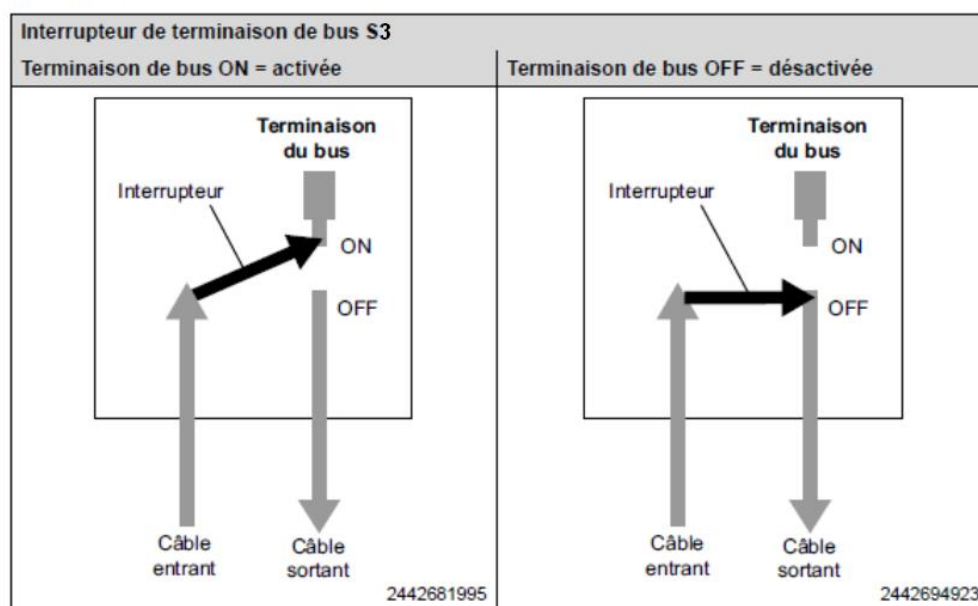 Interrupteur de terminaison de bus S3
Terminaison de bus ON = activée
Terminaison de bus OFF = désactivée
Terminaison
du bus
Interrupteur
ON
OFF
Câble
entrant
Câble
sortant
2442681995
Terminaison
du bus
Interrupteur
ON
OFF
Câble
entrant
Câble
sortant
2442694923